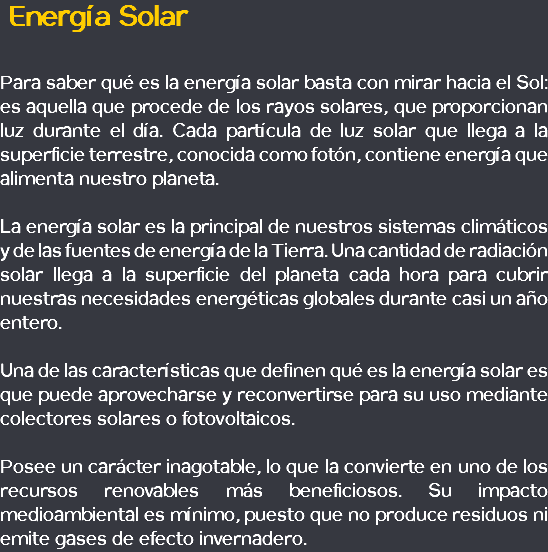 Energía Solar
Para saber qué es la energía solar basta con mirar hacia el Sol:
es aquella que procede de los rayos solares, que proporcionan
luz durante el día. Cada partícula de luz solar que llega a la
superficie terrestre, conocida como fotón, contiene energía que
alimenta nuestro planeta.
La energía solar es la principal de nuestros sistemas climáticos
y de las fuentes de energía de la Tierra. Una cantidad de radiación
solar llega a la superficie del planeta cada hora para cubrir
nuestras necesidades energéticas globales durante casi un año
entero.
Una de las características que definen qué es la energía solar es
que puede aprovecharse y reconvertirse para su uso mediante
colectores solares o fotovoltaicos.
Posee un carácter inagotable, lo que la convierte en uno de los
recursos renovables más beneficiosos. Su impacto
medioambiental es mínimo, puesto que no produce residuos ni
emite gases de efecto invernadero.